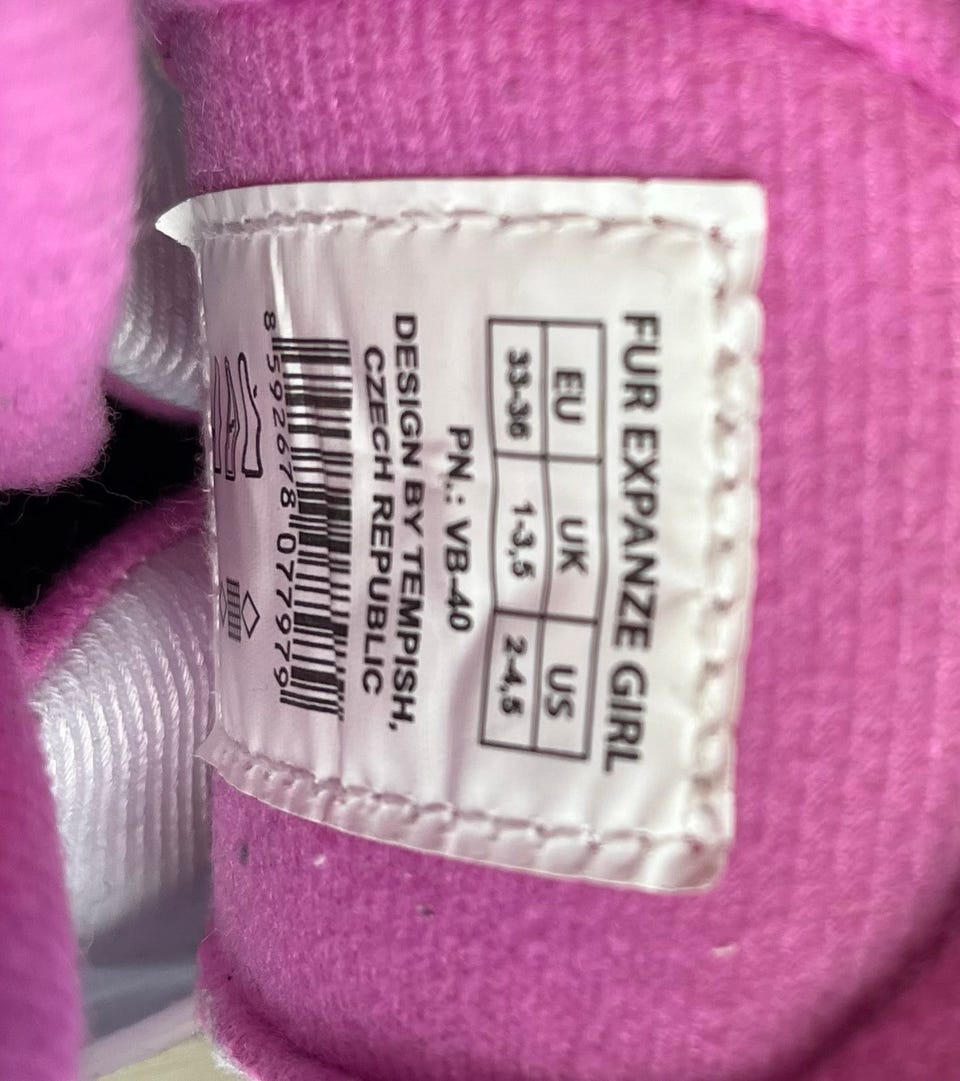 FUR EXPANZE GIRL
EU UK US
33-36 1-3,5 2-4,5
PN.: VB-40
DESIGN BY TEMPISH,
CZECH REPUBLIC
8 592678 077979